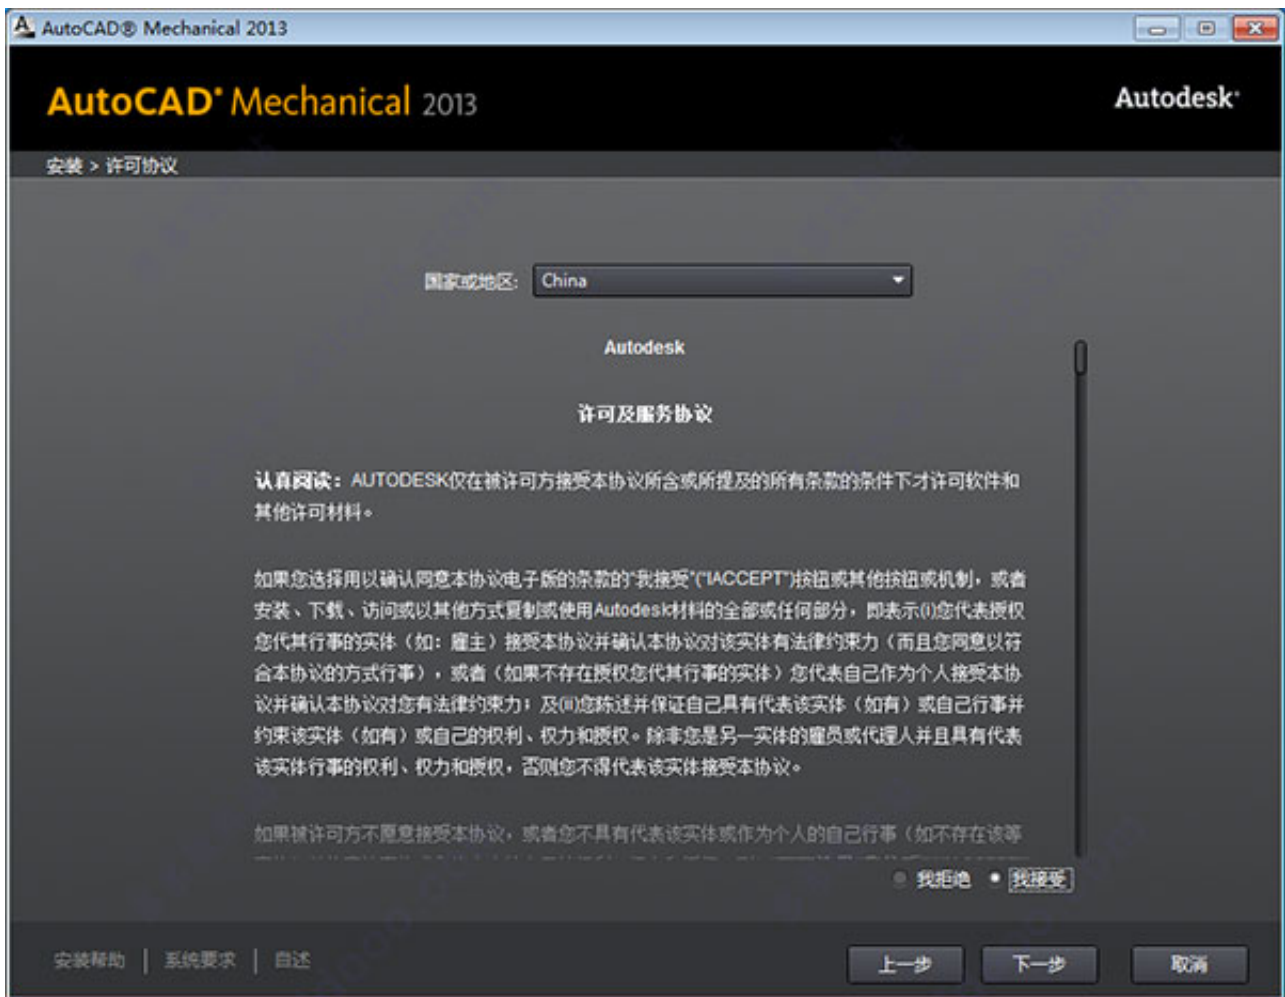 AutoCAD® Mechanical 2013
AutoCAD® Mechanical 2013
Autodesk®
安装 > 许可协议
国家或地区: China
Autodesk
许可及服务协议
认真阅读：AUTODESK仅在被许可方接受本协议所含或所提及的所有条款的条件下才许可软件和
其他许可材料。
如果您选择用以确认同意本协议电子版的条款的“我接受”(“IACCEPT”)按钮或其他按钮或机制，或者
安装、下载、访问或以其他方式复制或使用Autodesk材料的全部或任何部分，即表示(i)您代表授权
您代其行事的实体（如：雇主）接受本协议并确认本协议对该实体有法律约束力（而且您同意以符
合本协议的方式行事），或者（如果不存在授权您代其行事的实体）您代表自己作为个人接受本协
议并确认本协议对您有法律约束力；及(ii)您陈述并保证自己具有代表该实体（如有）或自己行事并
约束该实体（如有）或自己的权利、权力和授权。除非您是另一实体的雇员或代理人并且具有代表
该实体行事的权利、权力和授权，否则您不得代表该实体接受本协议。
如果被许可方不愿意接受本协议，或者您不具有代表该实体或作为个人的自己行事（如不存在该等
我拒绝 我接受
安装帮助 | 系统要求 | 自述 上一步 下一步 取消